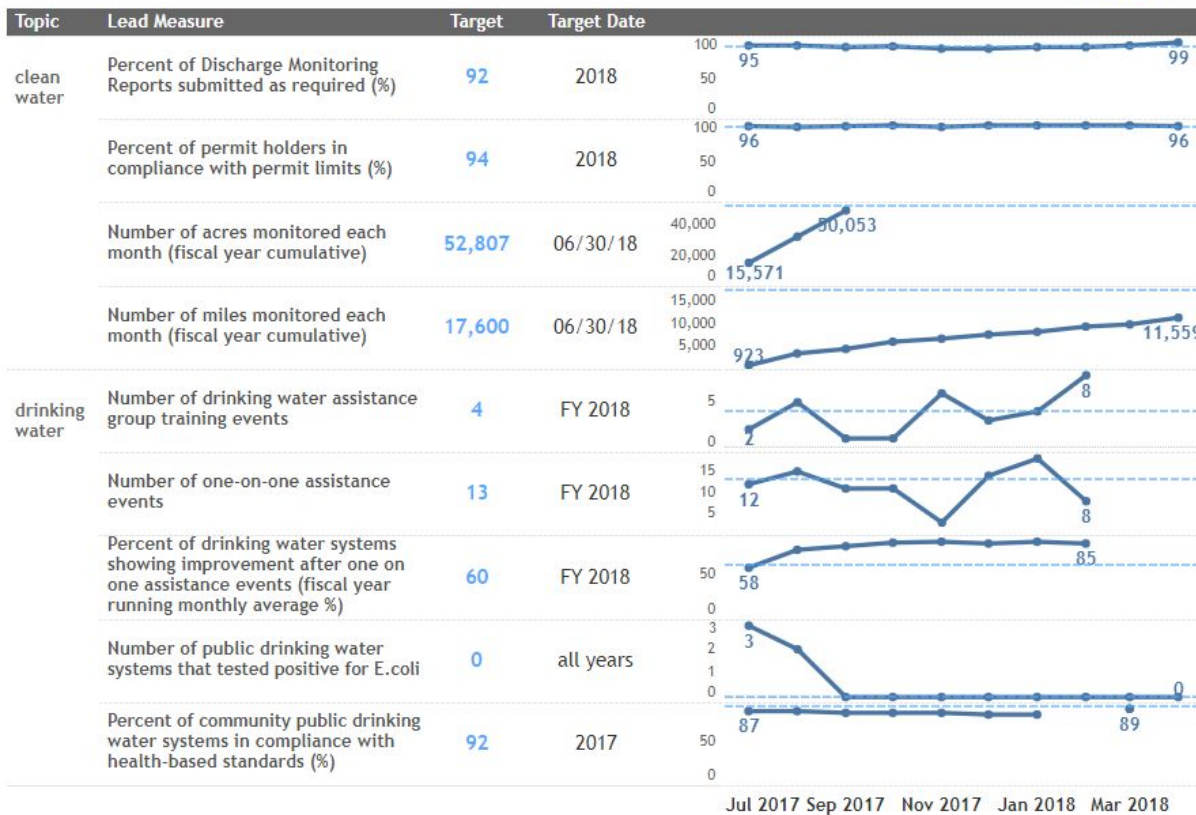 Topic Lead Measure Target Target Date
clean
water
Percent of Discharge Monitoring
Reports submitted as required (%)
92
2018
100
50
0
95
99
Percent of permit holders in
compliance with permit limits (%)
94
2018
100
50
0
96
96
Number of acres monitored each
month (fiscal year cumulative)
52,807
06/30/18
40,000
20,000
0
15,571
50,053
Number of miles monitored each
month (fiscal year cumulative)
17,600
06/30/18
15,000
10,000
5,000
923
11,559
drinking
water
Number of drinking water assistance
group training events
4
FY 2018
5
0
2
8
Number of one-on-one assistance
events
13
FY 2018
15
10
5
12
8
Percent of drinking water systems
showing improvement after one on
one assistance events (fiscal year
running monthly average %)
60
FY 2018
50
0
58
85
Number of public drinking water
systems that tested positive for E.coli
0
all years
3
2
1
0
3
0
Percent of community public drinking
water systems in compliance with
health-based standards (%)
92
2017
50
0
87
89
Jul 2017 Sep 2017 Nov 2017 Jan 2018 Mar 2018